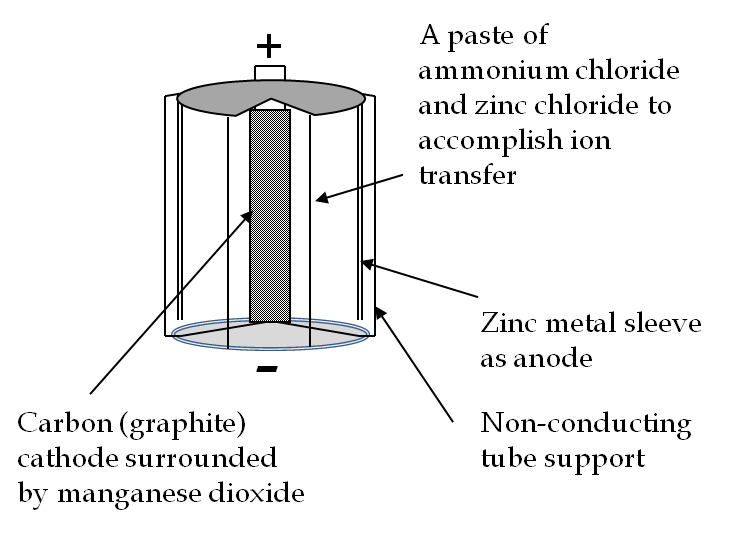 +
A paste of
ammonium chloride
and zinc chloride to
accomplish ion
transfer
Zinc metal sleeve
as anode
-
Carbon (graphite)
cathode surrounded
by manganese dioxide
Non-conducting
tube support